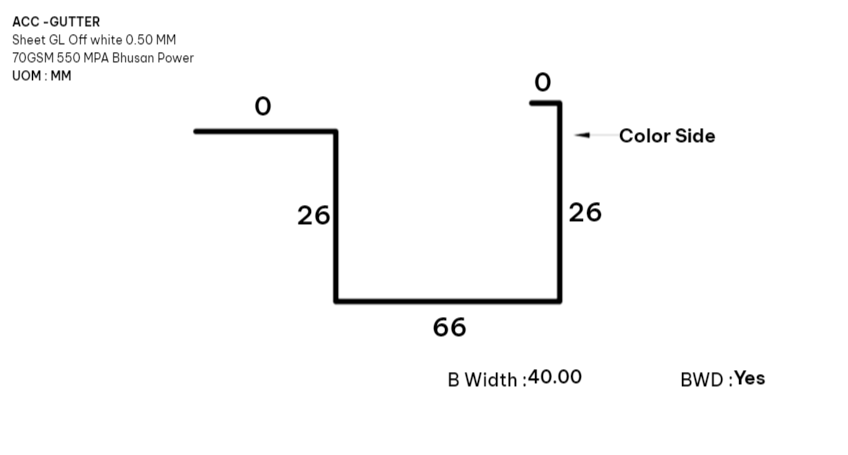 ACC -GUTTER
Sheet GL Off white 0.50 MM
70GSM 550 MPA Bhusan Power
UOM : MM
0
0
Color Side
26
26
66
B Width :40.00
BWD :Yes